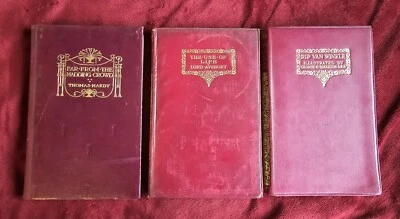 FAR·FROM·THE
MADDING·CROWD
THOMAS·HARDY
THE·USE·OF
LIFE
LORD AVEBURY
RIP VAN WINKLE
ILLUSTRATED BY